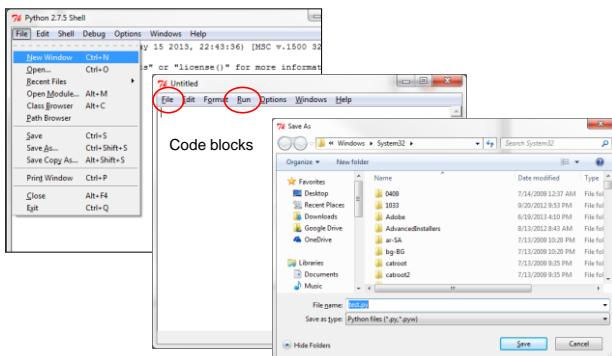 Python 2.7.5 Shell
File Edit Shell Debug Options Windows Help
New Window Ctrl+N
Open... Ctrl+O
Recent Files
Open Module... Alt+M
Class Browser Alt+C
Path Browser
Save Ctrl+S
Save As... Ctrl+Shift+S
Save Copy As... Alt+Shift+S
Print Window Ctrl+P
Close Alt+F4
Exit Ctrl+Q
15 2013, 22:43:36) [MSC v.1500 32
or "license()" for more informat
Untitled
File Edit Format Run Options Windows Help
Code blocks
Save As
« Windows ▸ System32 ▸
Search System32
Organize ▾ New folder
Favorites
Desktop
Recent Places
Downloads
Google Drive
OneDrive
Libraries
Documents
Music
Name Date modified Type
0409 7/14/2009 12:37 AM File fol
1033 9/20/2012 9:53 PM File fol
Adobe 6/19/2013 4:10 PM File fol
AdvancedInstallers 8/13/2012 8:43 AM File fol
ar-SA 7/13/2009 10:20 PM File fol
bg-BG 7/13/2009 10:20 PM File fol
catroot 7/13/2009 9:35 PM File fol
catroot2 7/13/2009 9:35 PM File fol
File name: test.py
Save as type: Python files (*.py,*.pyw)
Hide Folders
Save Cancel